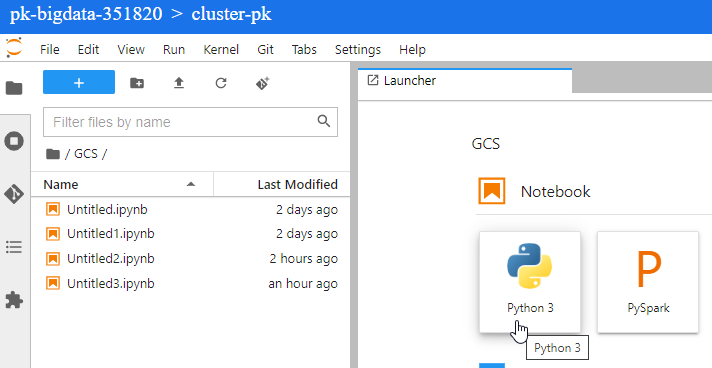 pk-bigdata-351820 > cluster-pk
File Edit View Run Kernel Git Tabs Settings Help
+
Launcher
Filter files by name
/ GCS /
GCS
Name Last Modified
Notebook
Untitled.ipynb 2 days ago
Untitled1.ipynb 2 days ago
Untitled2.ipynb 2 hours ago
Untitled3.ipynb an hour ago
P
Python 3 PySpark
Python 3